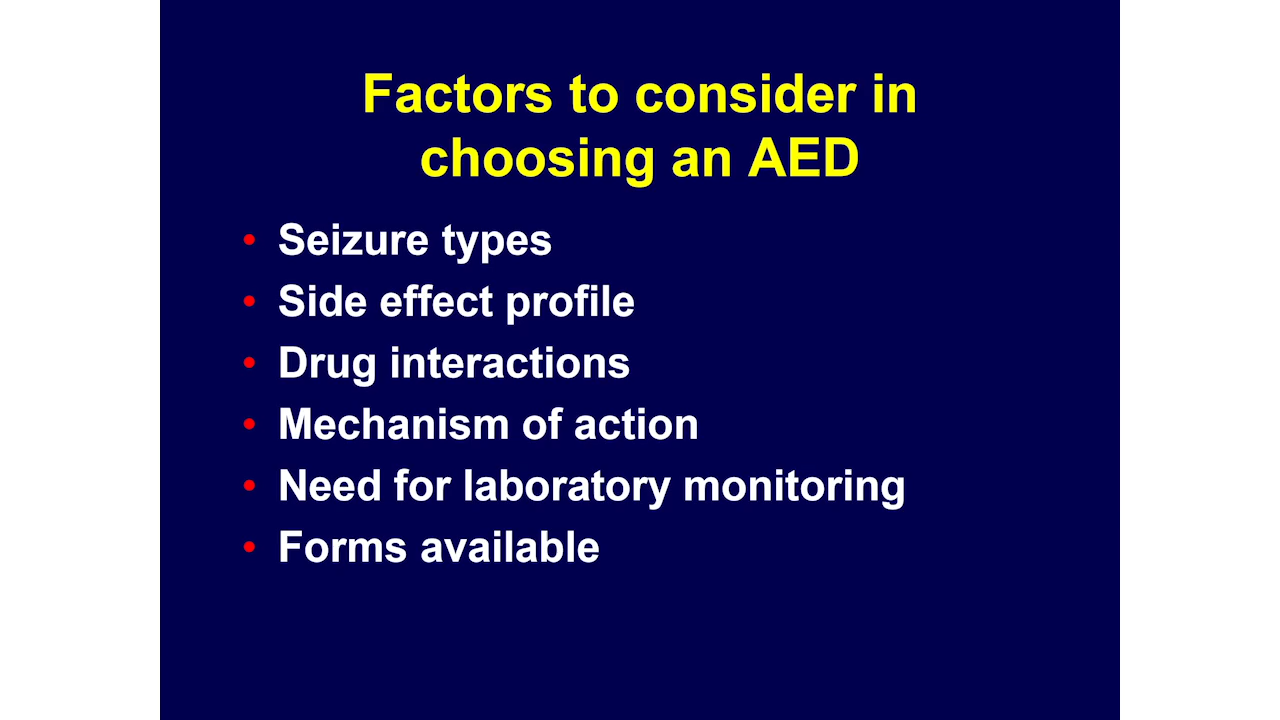 Factors to consider in
choosing an AED
• Seizure types
• Side effect profile
• Drug interactions
• Mechanism of action
• Need for laboratory monitoring
• Forms available